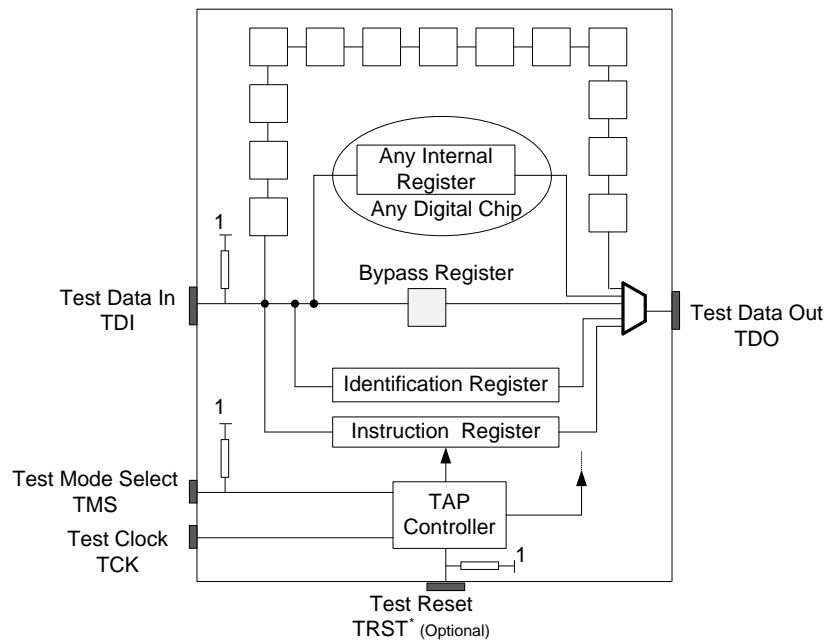 Any Internal
Register
Any Digital Chip
1
Bypass Register
Test Data In
TDI
Test Data Out
TDO
Identification Register
1
Instruction Register
Test Mode Select
TMS
TAP
Controller
Test Clock
TCK
1
Test Reset
TRST* (Optional)